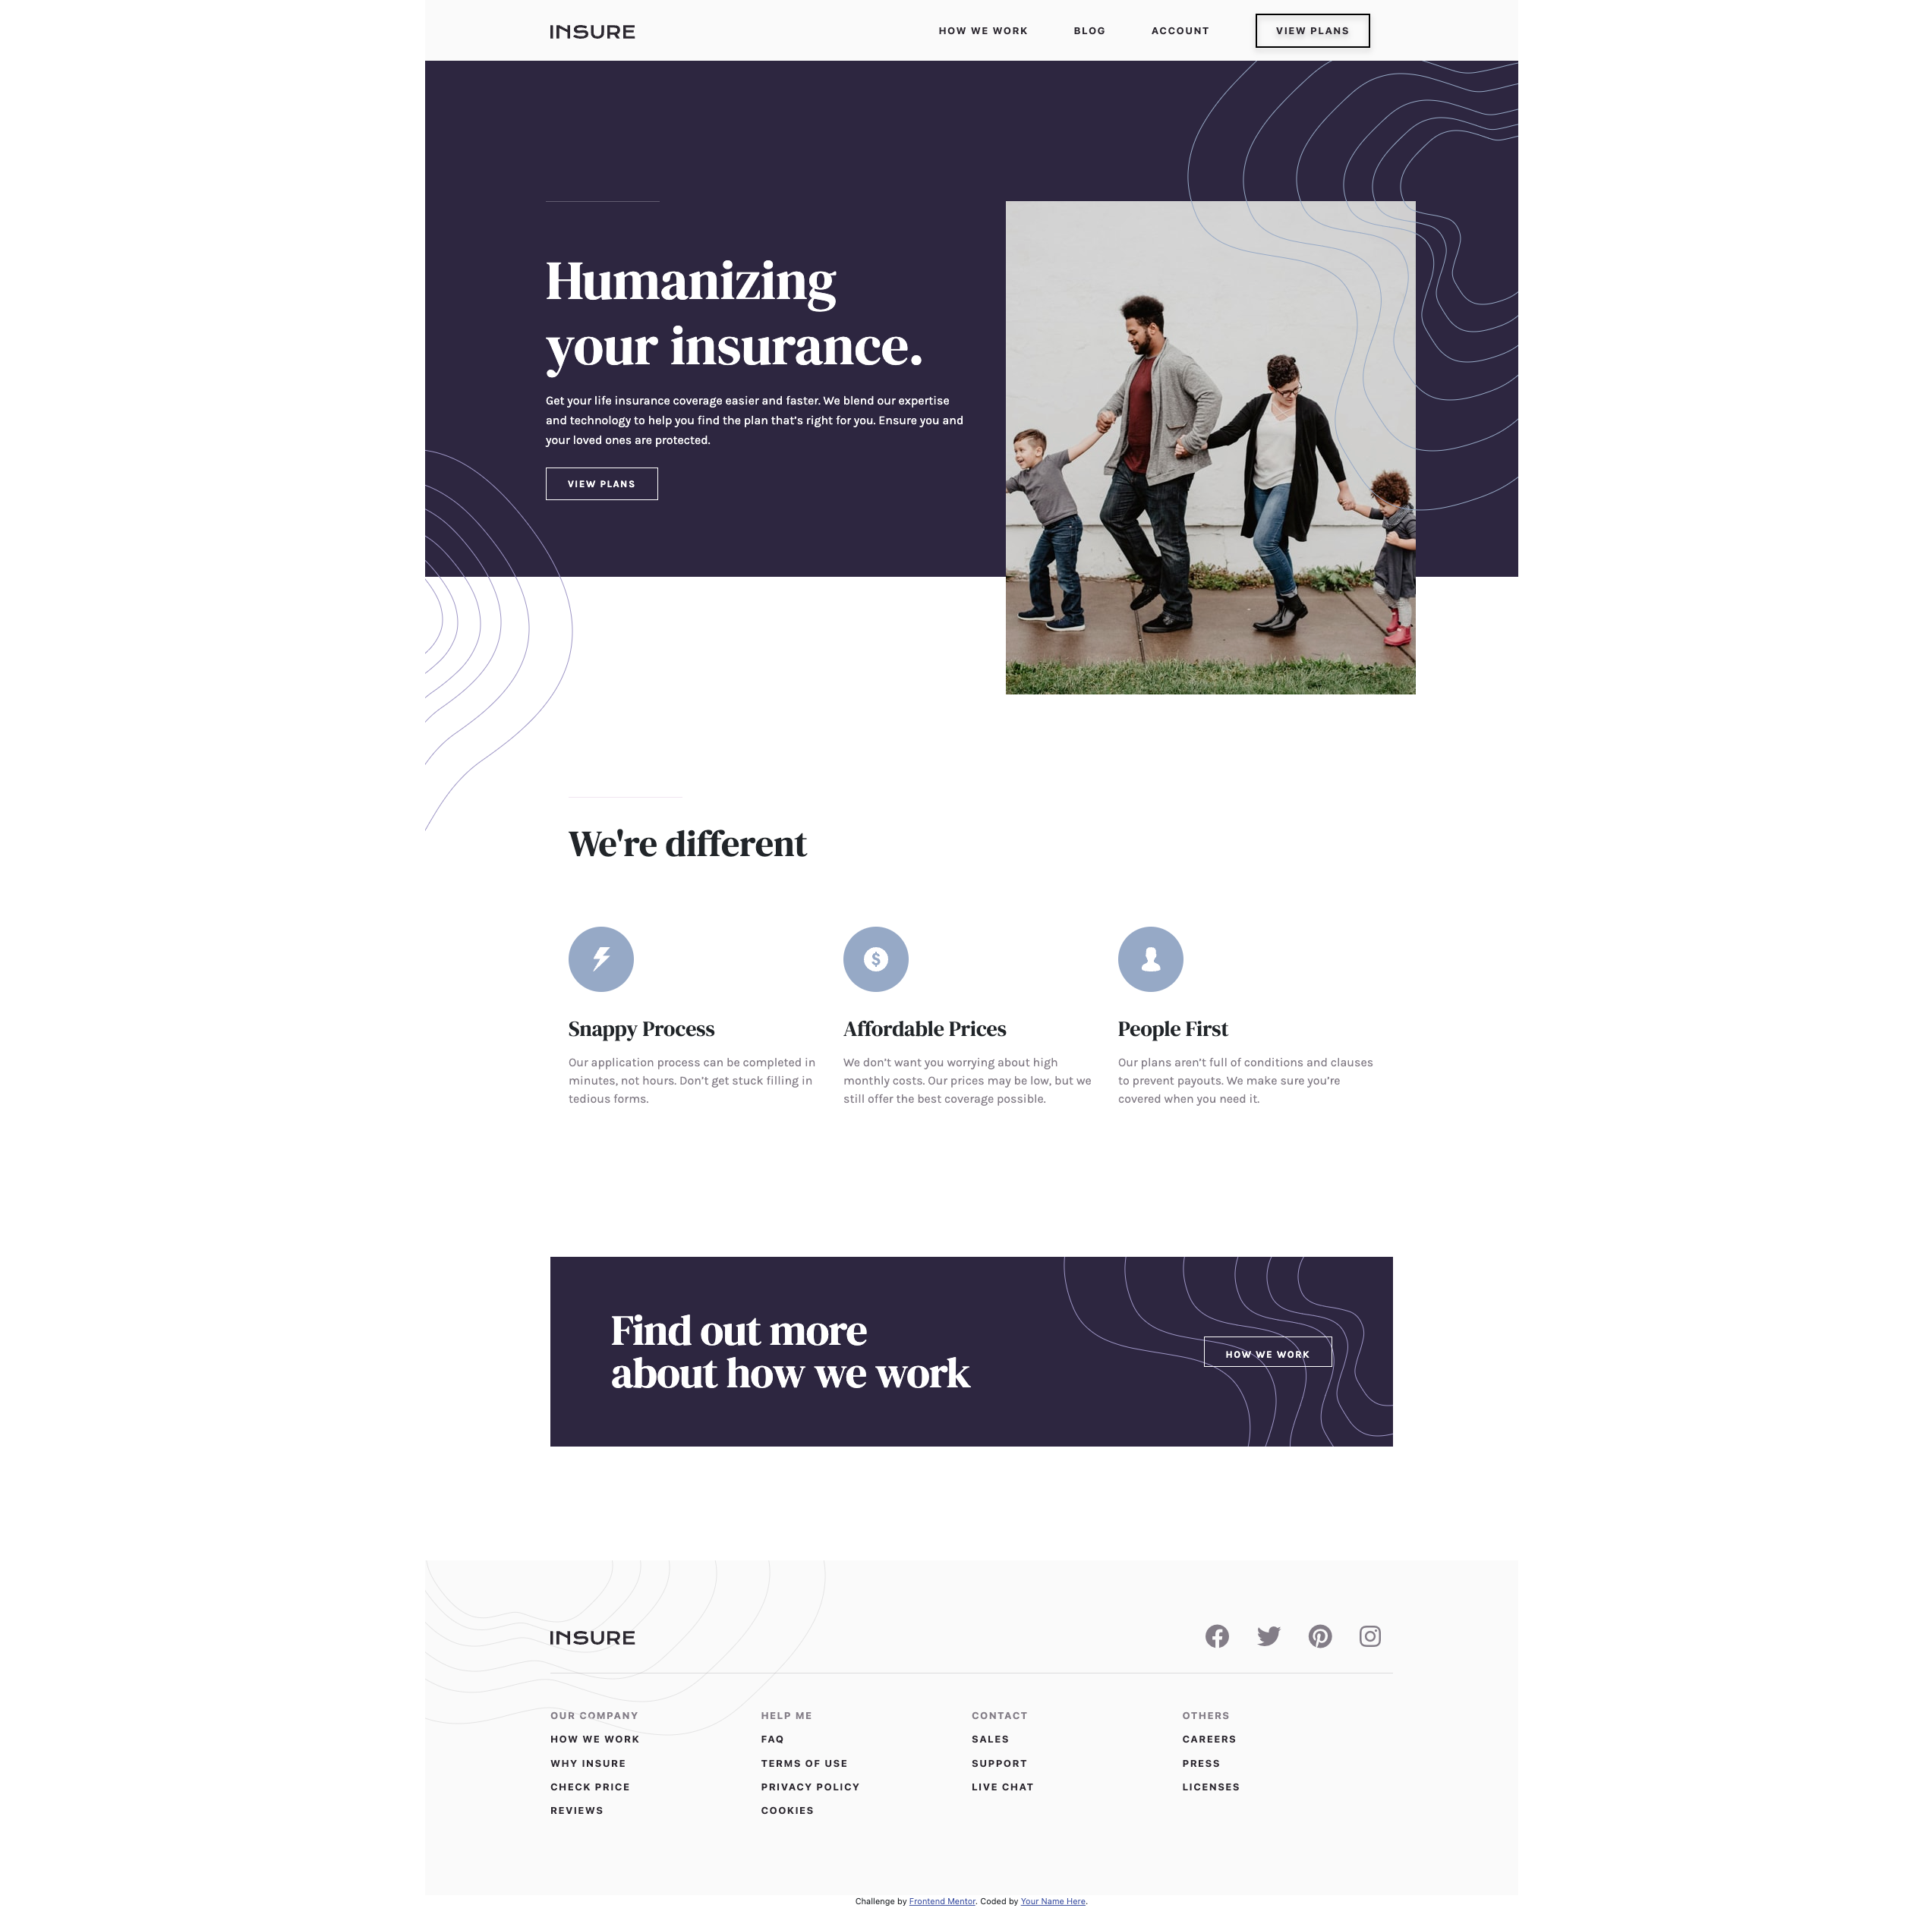 INSURE
HOW WE WORK
BLOG
ACCOUNT
VIEW PLANS
Humanizing
your insurance.
Get your life insurance coverage easier and faster. We blend our expertise
and technology to help you find the plan that’s right for you. Ensure you and
your loved ones are protected.
VIEW PLANS
We're different
Snappy Process
Our application process can be completed in
minutes, not hours. Don’t get stuck filling in
tedious forms.
Affordable Prices
We don’t want you worrying about high
monthly costs. Our prices may be low, but we
still offer the best coverage possible.
People First
Our plans aren’t full of conditions and clauses
to prevent payouts. We make sure you’re
covered when you need it.
Find out more
about how we work
HOW WE WORK
INSURE
OUR COMPANY
HOW WE WORK
WHY INSURE
CHECK PRICE
REVIEWS
HELP ME
FAQ
TERMS OF USE
PRIVACY POLICY
COOKIES
CONTACT
SALES
SUPPORT
LIVE CHAT
OTHERS
CAREERS
PRESS
LICENSES
Challenge by Frontend Mentor. Coded by Your Name Here.